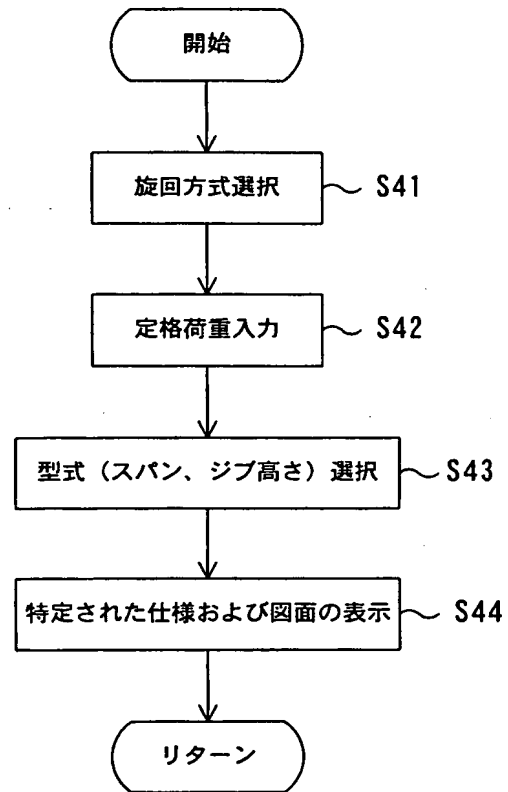 開始
旋回方式選択
S41
定格荷重入力
S42
型式（スパン、ジブ高さ）選択
S43
特定された仕様および図面の表示
S44
リターン